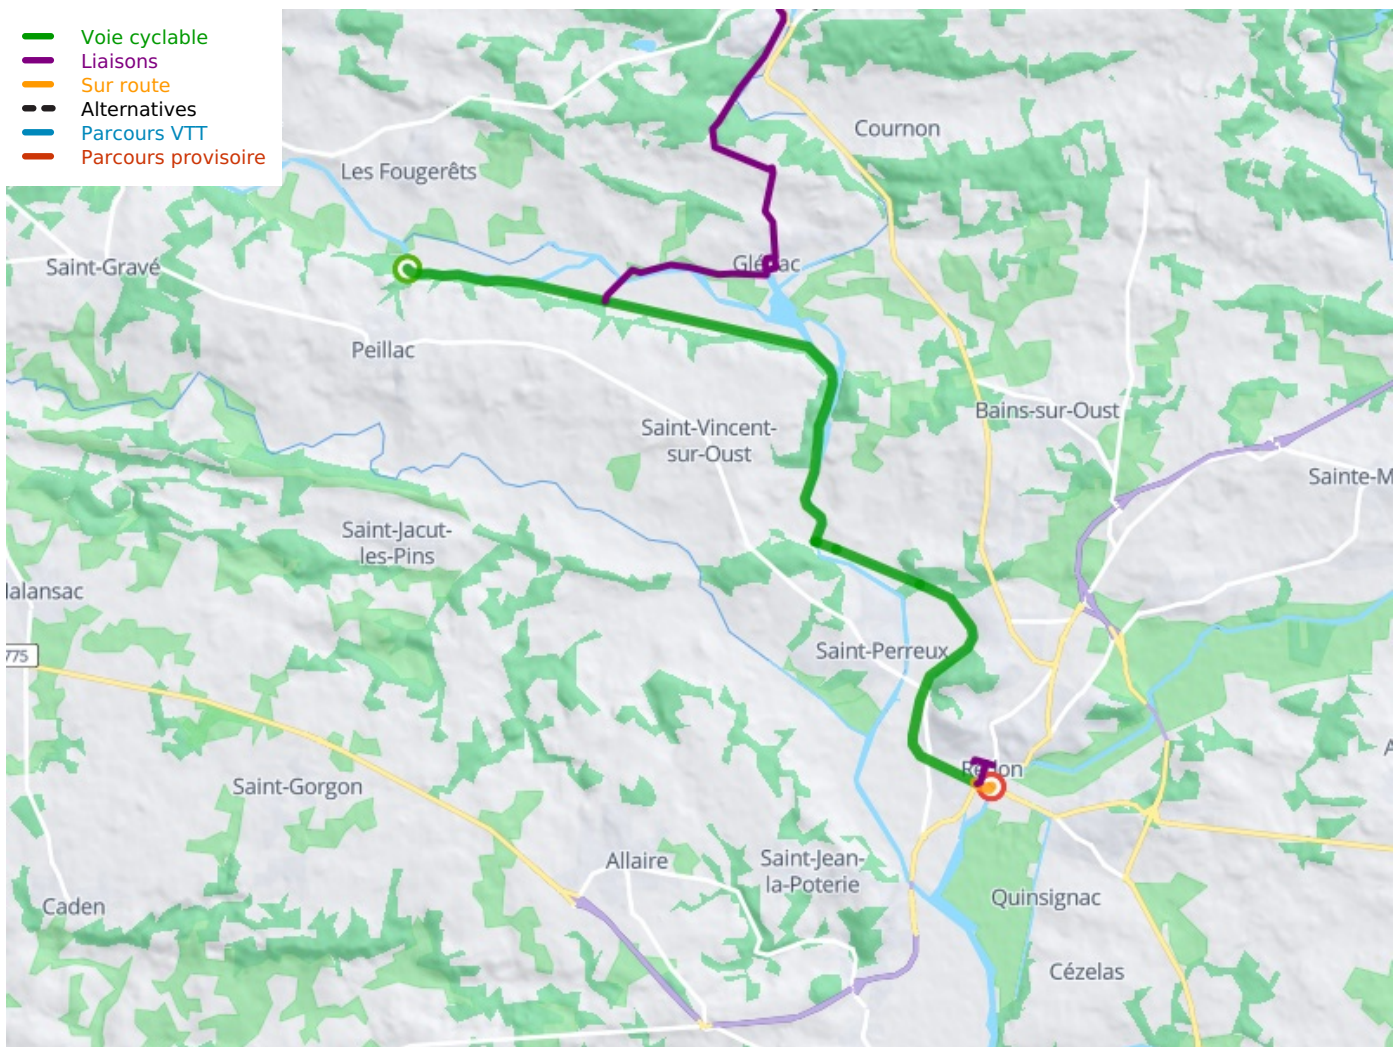 Voie cyclable
Liaisons
Sur route
Alternatives
Parcours VTT
Parcours provisoire
Cournon
Les Fougerêts
Saint-Gravé
Peillac
Bains-sur-Oust
Saint-Vincent-
sur-Oust
Saint-Jacut-
les-Pins
775
Saint-Perreux
Saint-Gorgon
Allaire
Saint-Jean-
la-Poterie
Quinsignac
Caden
Cézelas